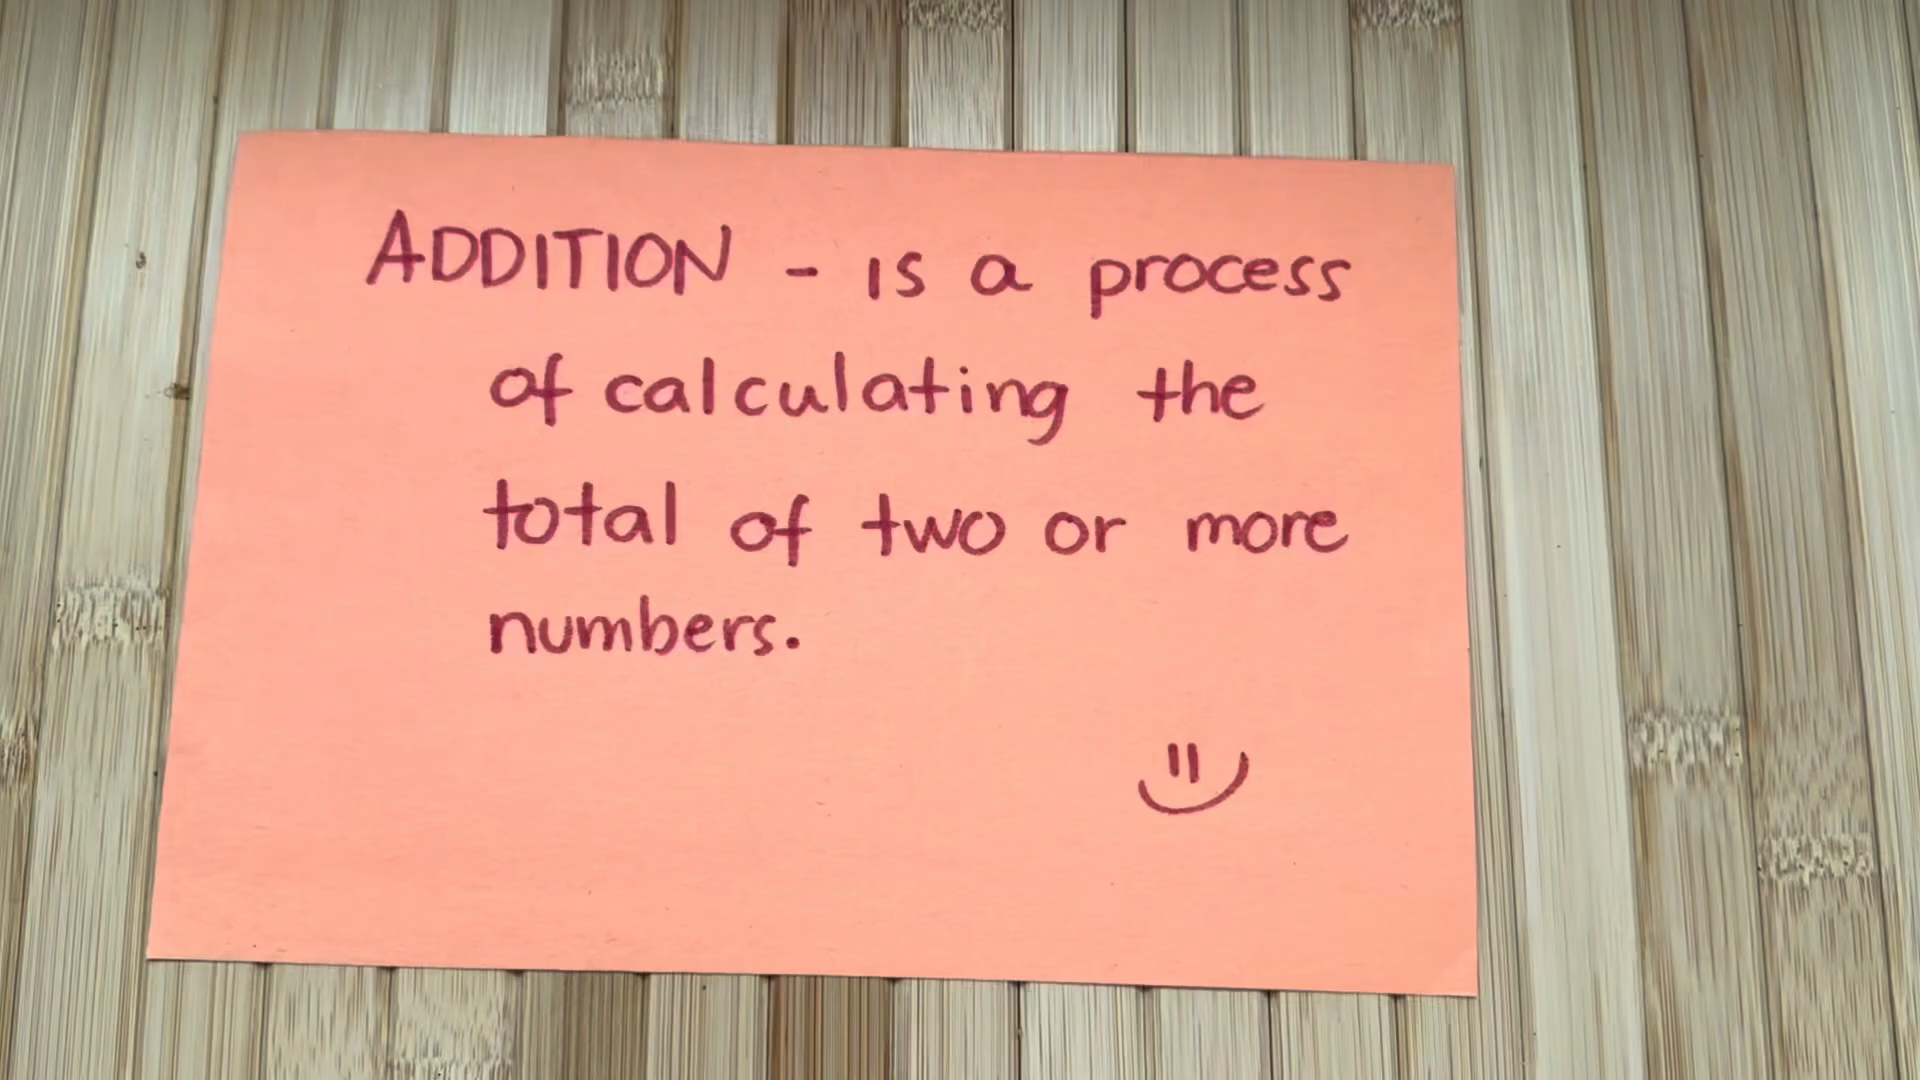 ADDITION - is a process
of calculating the
total of two or more
numbers.